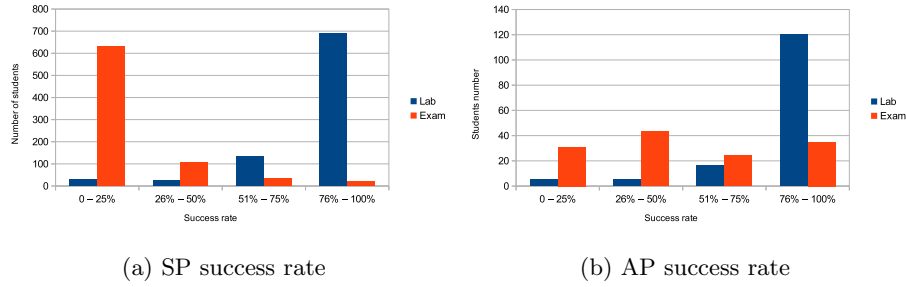 800
700
600
500
400
300
200
100
0
Number of students
0 – 25%
26% – 50%
51% – 75%
76% – 100%
Success rate
Lab
Exam
(a) SP success rate
140
120
100
80
60
40
20
0
Students number
0 – 25%
26% – 50%
51% – 75%
76% – 100%
Success rate
Lab
Exam
(b) AP success rate